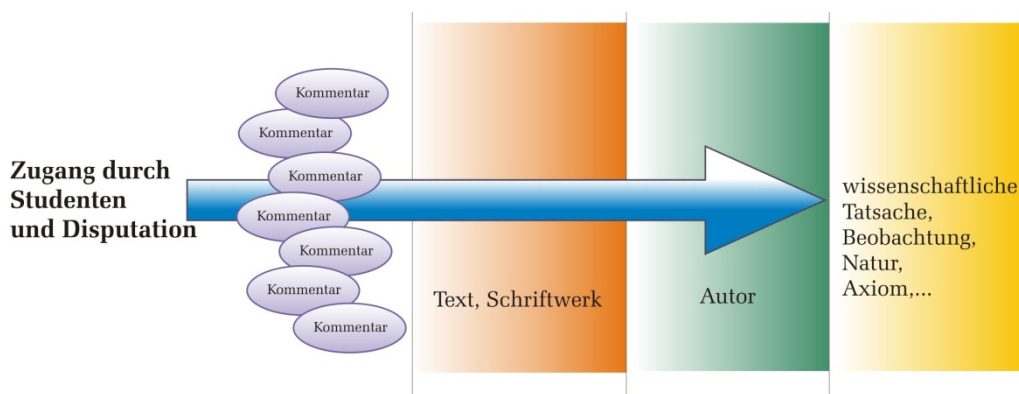 Kommentar
Kommentar
Kommentar
Kommentar
Kommentar
Kommentar
Kommentar
Zugang durch
Studenten
und Disputation
Text, Schriftwerk
Autor
wissenschaftliche
Tatsache,
Beobachtung,
Natur,
Axiom,...